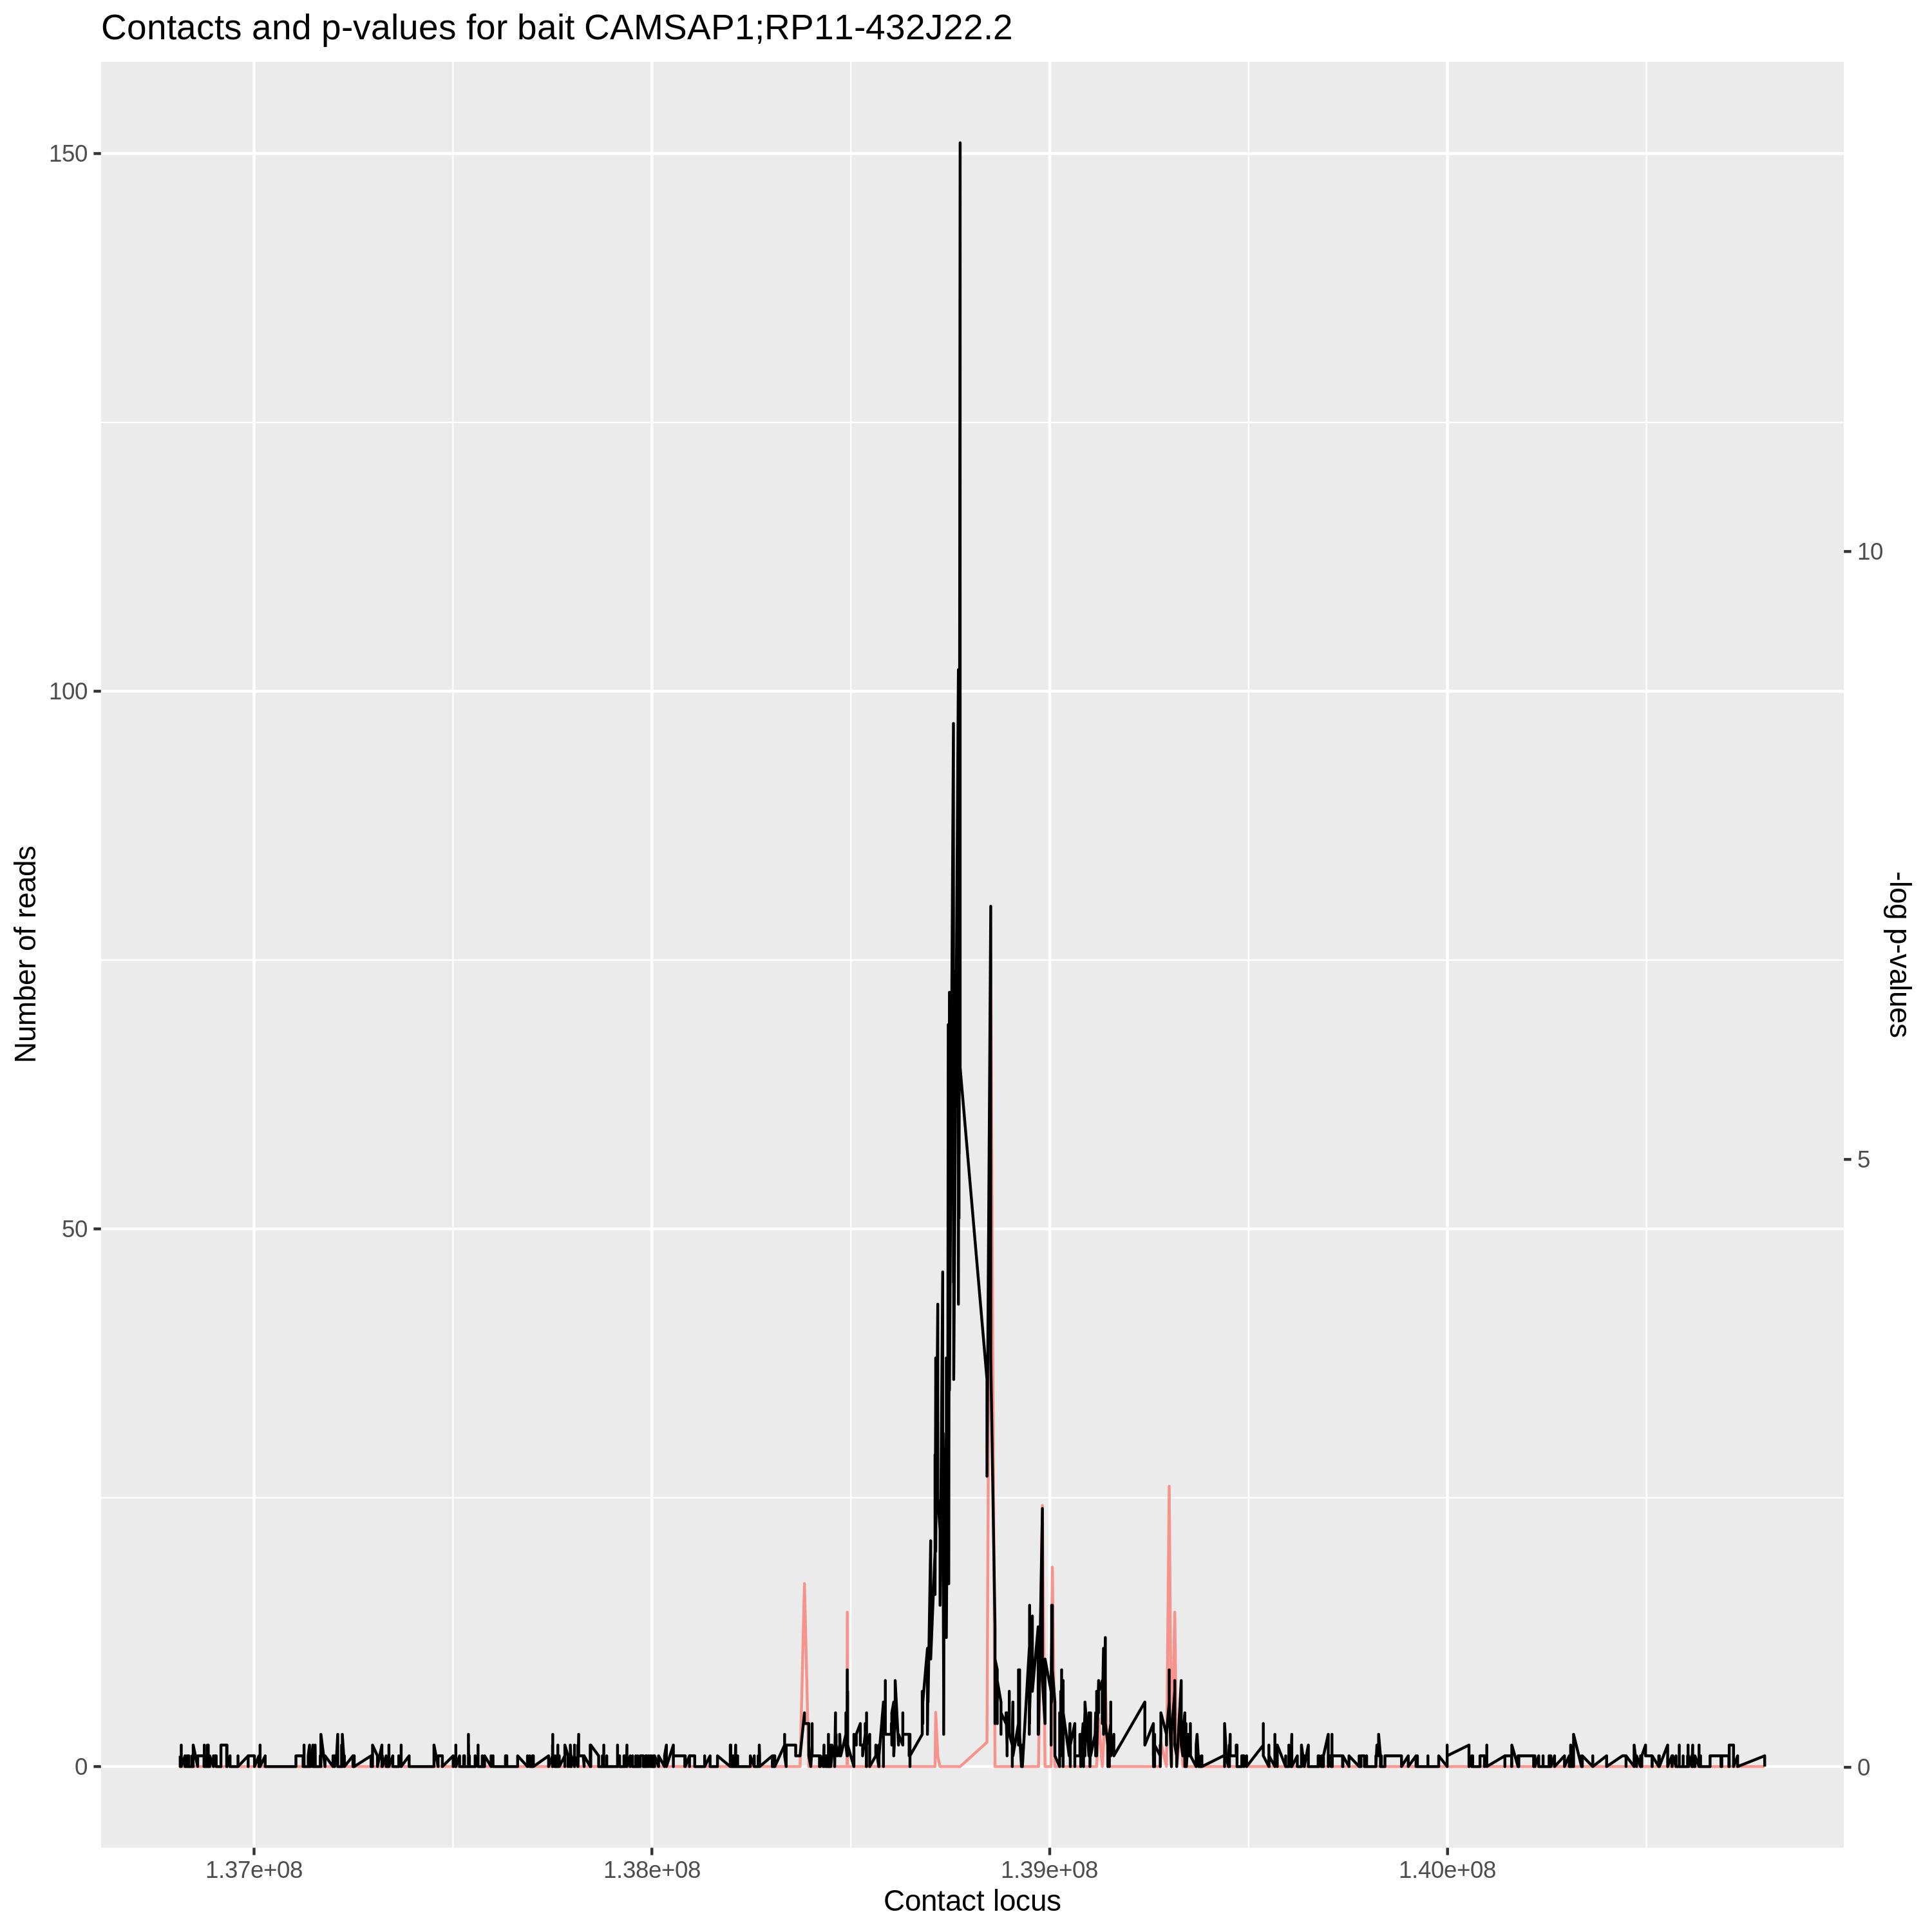 Contacts and p-values for bait CAMSAP1;RP11-432J22.2
150
100
50
0
Number of reads
10
5
0
-log p-values
1.37e+08 1.38e+08 1.39e+08 1.40e+08
Contact locus